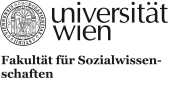 universität
wien
Fakultät für Sozialwissen-
schaften